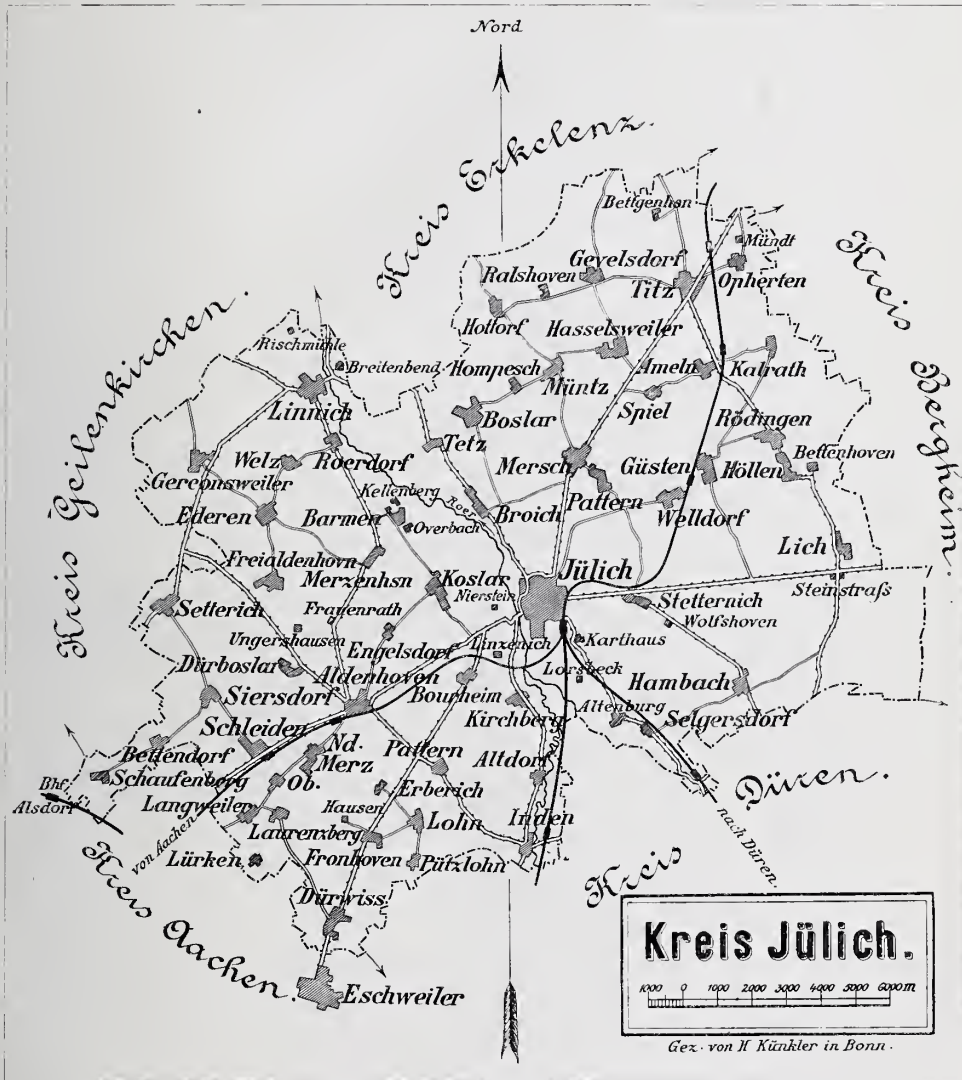 Nord
Kreis Erkelenz.
Bettgenhsn
Mündt
Gevelsdorf
Ralshoven
Titz
Opherten
Kreis Bergheim.
Hottorf
Hasselsweiler
Kreis Geilenkirchen.
Rischmühle
Breitenbend
Hompesch
Müntz
Ameln
Kalrath
Linnich
Boslar
Spiel
Rödingen
Tetz
Welz
Roerdorf
Mersch
Güsten
Höllen
Bettenhoven
Gereonsweiler
Kellenberg
Roer
Pattern
Ederen
Barmen
Overbach
Broich
Welldorf
Freialdenhovn
Merzenhsn
Lich
Koslar
Jülich
Nierstein
Steinstraß
Setterich
Frauenrath
Stetternich
Wolfshoven
Ungershausen
Engelsdorf
Linzenich
Karthaus
Dürboslar
Aldenhoven
Lorsbeck
Bourheim
Hambach
Siersdorf
Kirchberg
Altenburg
Selgersdorf
Schleiden
Bettendorf
Nd.
Merz
Pattern
Altdorf
Schaufenberg
Ob.
Erberich
Kreis Düren.
Bhf
Alsdorf
Langweiler
Hausen
Laurenzberg
Lohn
Inden
von Aachen
nach Düren.
Lürken
Fronhoven
Pützlohn
Kreis Aachen.
Dürwiss
Eschweiler
Kreis Jülich.
1000 0 1000 2000 3000 4000 5000 6000 m
Gez. von H Künkler in Bonn.